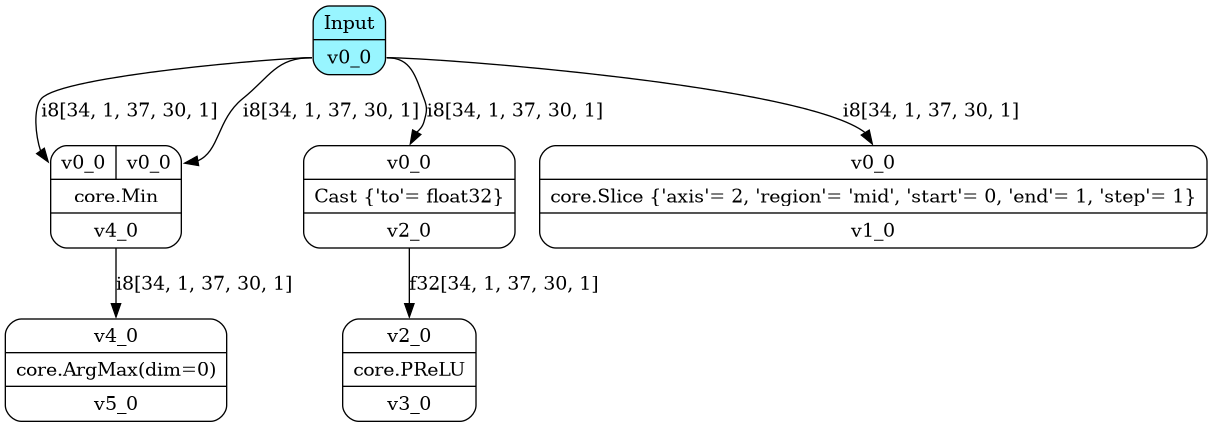 Input
v0_0
i8[34, 1, 37, 30, 1]
i8[34, 1, 37, 30, 1]
i8[34, 1, 37, 30, 1]
i8[34, 1, 37, 30, 1]
v0_0 v0_0
core.Min
v4_0
v0_0
Cast {'to'= float32}
v2_0
v0_0
core.Slice {'axis'= 2, 'region'= 'mid', 'start'= 0, 'end'= 1, 'step'= 1}
v1_0
i8[34, 1, 37, 30, 1]
f32[34, 1, 37, 30, 1]
v4_0
core.ArgMax(dim=0)
v5_0
v2_0
core.PReLU
v3_0